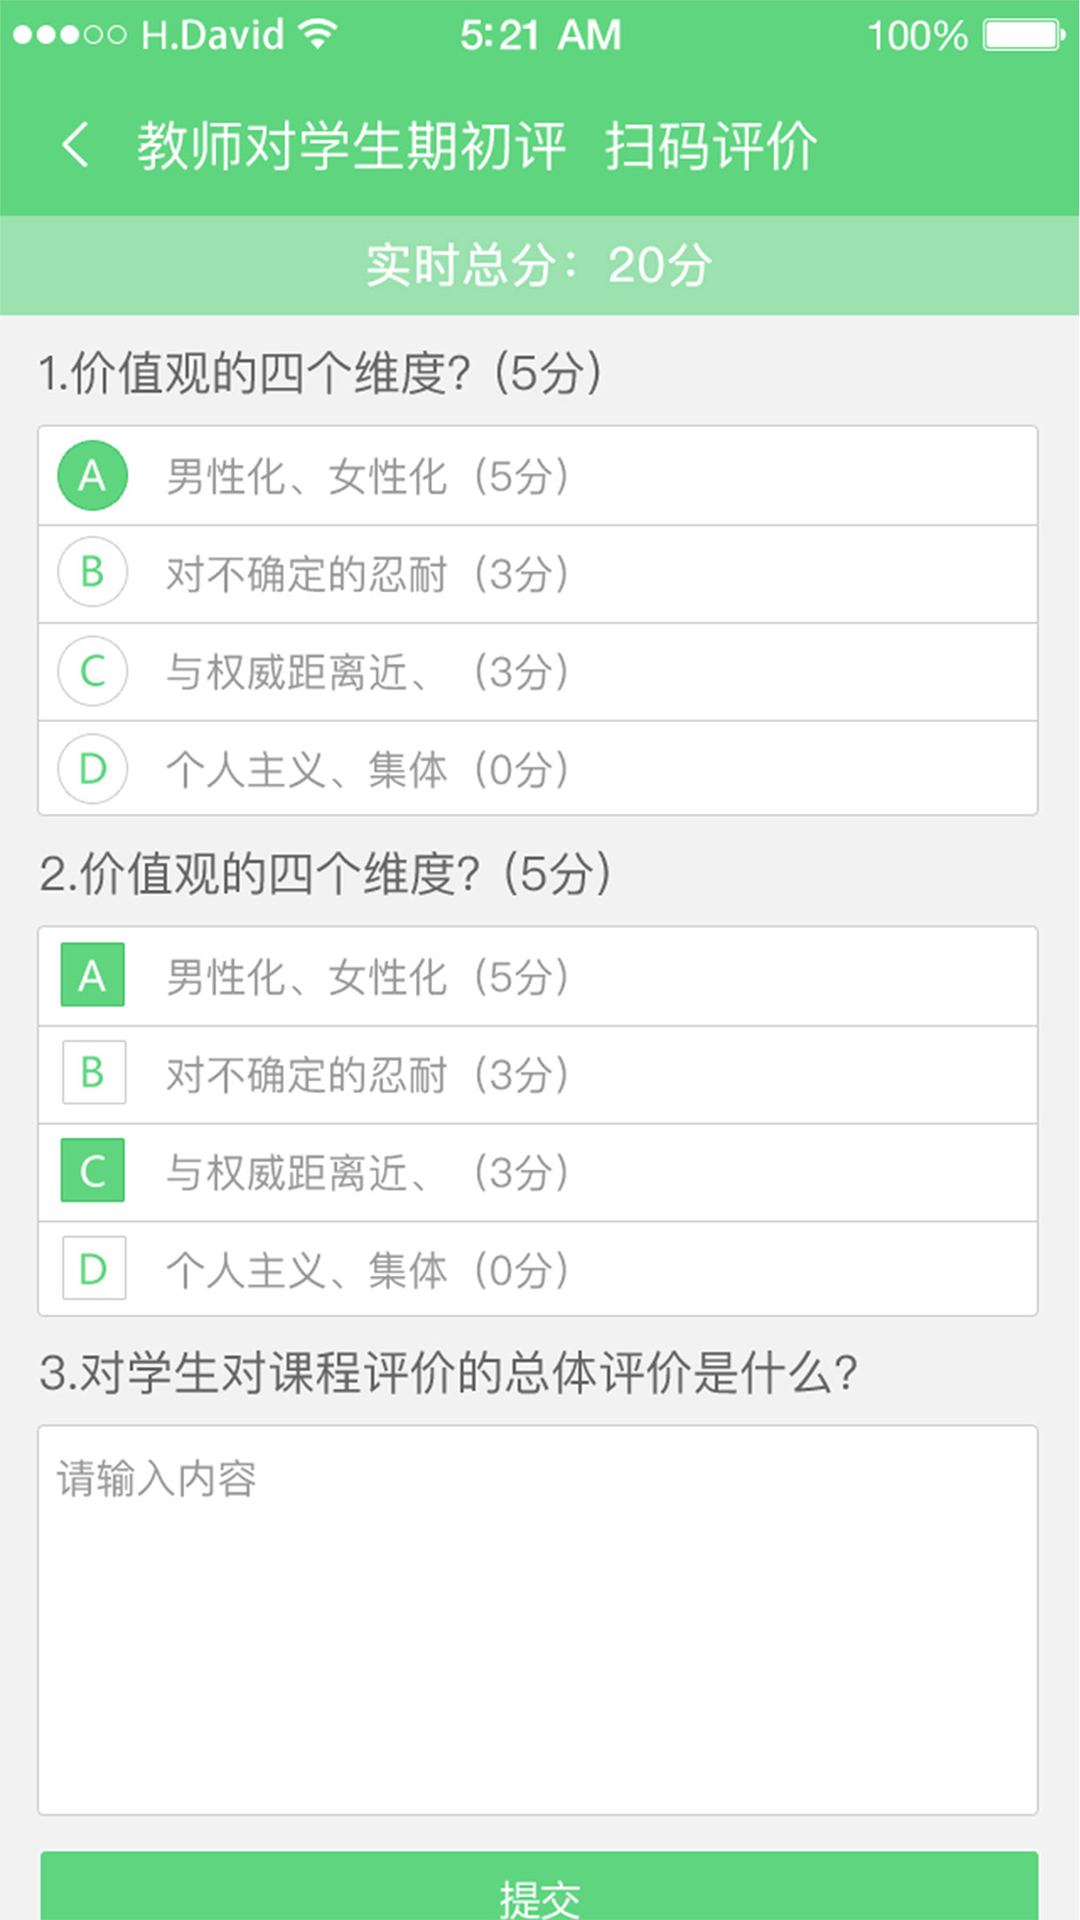 H.David 5:21 AM 100%
教师对学生期初评 扫码评价
实时总分：20分
1.价值观的四个维度？(5分)
A 男性化、女性化（5分）
B 对不确定的忍耐（3分）
C 与权威距离近、（3分）
D 个人主义、集体（0分）
2.价值观的四个维度？(5分)
A 男性化、女性化（5分）
B 对不确定的忍耐（3分）
C 与权威距离近、（3分）
D 个人主义、集体（0分）
3.对学生对课程评价的总体评价是什么？
请输入内容
提交